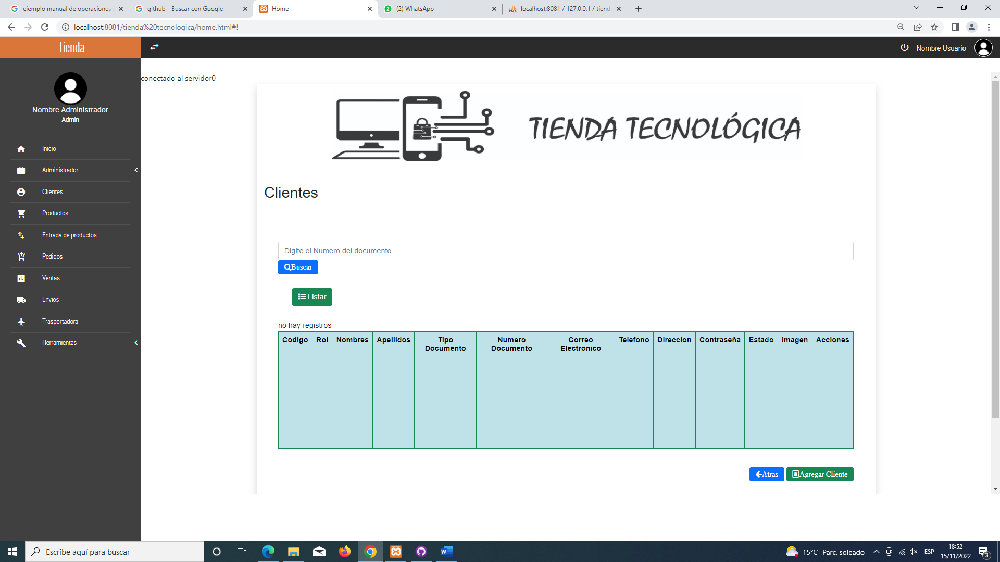 ejemplo manual de operaciones
github - Buscar con Google
Home
(2) WhatsApp
localhost:8081 / 127.0.0.1 / tiend
localhost:8081/tienda%20tecnologica/home.html#!
Tienda
Nombre Usuario
Nombre Administrador
Admin
Inicio
Administrador
Clientes
Productos
Entrada de productos
Pedidos
Ventas
Envios
Trasportadora
Herramientas
conectado al servidor0
TIENDA TECNOLÓGICA
Clientes
Digite el Numero del documento
Buscar
Listar
no hay registros
Codigo Rol Nombres Apellidos Tipo Documento Numero Documento Correo Electronico Telefono Direccion Contraseña Estado Imagen Acciones
Atras Agregar Cliente
Escribe aquí para buscar
15°C Parc. soleado
ESP
18:52
15/11/2022
3